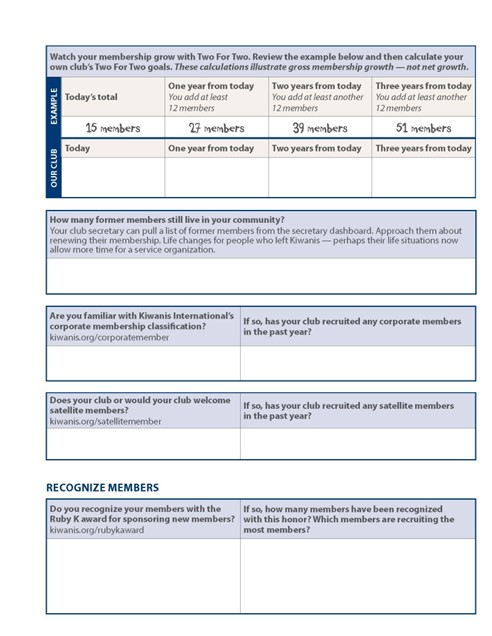 Watch your membership grow with Two For Two. Review the example below and then calculate your
own club's Two For Two goals. These calculations illustrate gross membership growth — not net growth.
EXAMPLE
Today's total
One year from today
You add at least
12 members
Two years from today
You add at least another
12 members
Three years from today
You add at least another
12 members
15 members
27 members
39 members
51 members
OUR CLUB
Today
One year from today
Two years from today
Three years from today
How many former members still live in your community?
Your club secretary can pull a list of former members from the secretary dashboard. Approach them about
renewing their membership. Life changes for people who left Kiwanis — perhaps their life situations now
allow more time for a service organization.
Are you familiar with Kiwanis International's
corporate membership classification?
kiwanis.org/corporatemember
If so, has your club recruited any corporate members
in the past year?
Does your club or would your club welcome
satellite members?
kiwanis.org/satellitemember
If so, has your club recruited any satellite members
in the past year?
RECOGNIZE MEMBERS
Do you recognize your members with the
Ruby K award for sponsoring new members?
kiwanis.org/rubykaward
If so, how many members have been recognized
with this honor? Which members are recruiting the
most members?